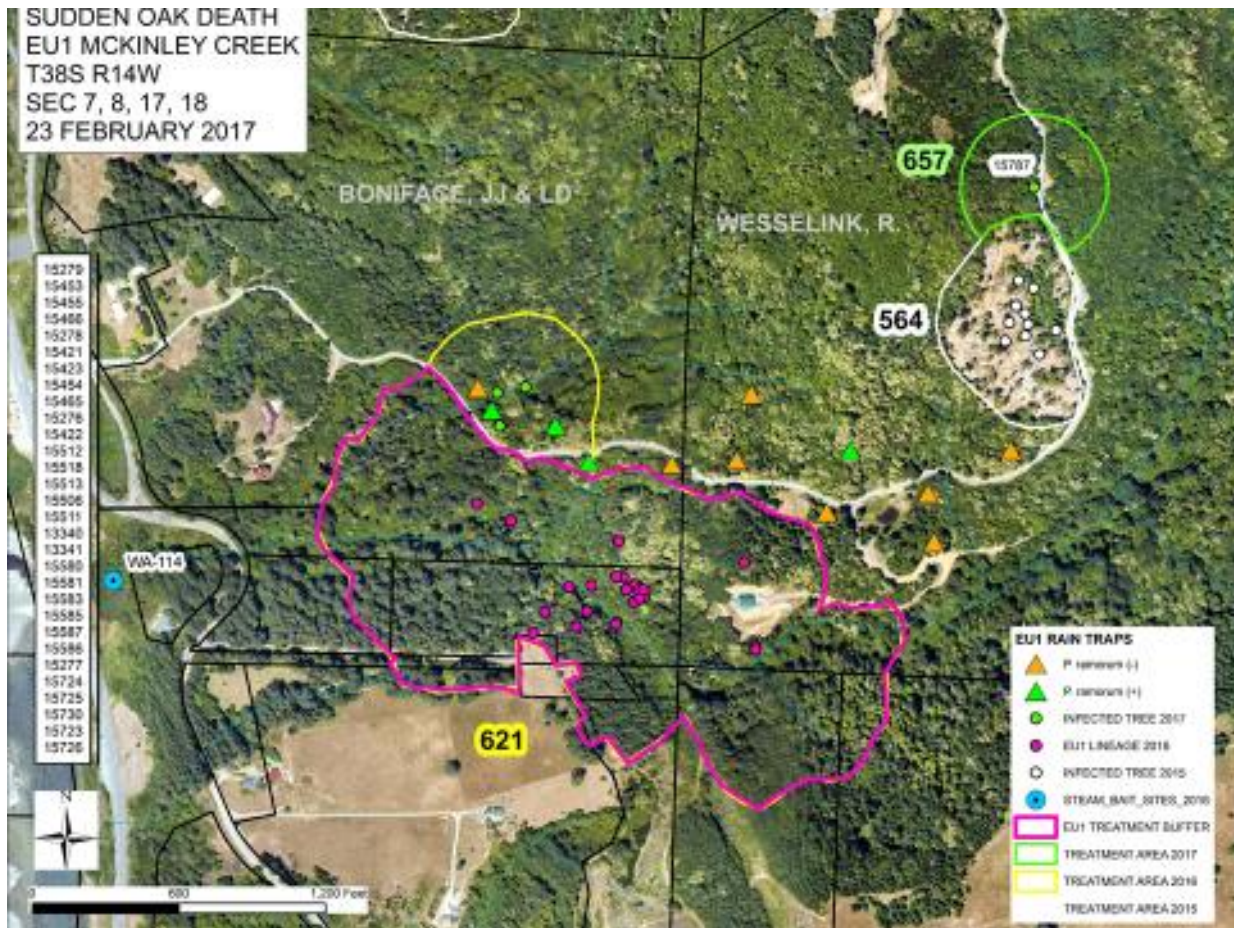 SUDDEN OAK DEATH
EU1 MCKINLEY CREEK
T38S R14W
SEC 7, 8, 17, 18
23 FEBRUARY 2017
657
15787
BONIFACE, JJ & LD
WESSELINK, R.
564
15279
15453
15455
15466
15278
15421
15423
15454
15465
15276
15422
15512
15518
15513
15506
15511
13340
13341
15580
15581
15583
15585
15587
15586
15277
15724
15725
15730
15723
15726
WA-114
621
N
0 600 1,200 Feet
EU1 RAIN TRAPS
P. ramorum (-)
P. ramorum (+)
INFECTED TREE 2017
EU1 LINEAGE 2016
INFECTED TREE 2015
STEAM_BAIT_SITES_2016
EU1 TREATMENT BUFFER
TREATMENT AREA 2017
TREATMENT AREA 2016
TREATMENT AREA 2015